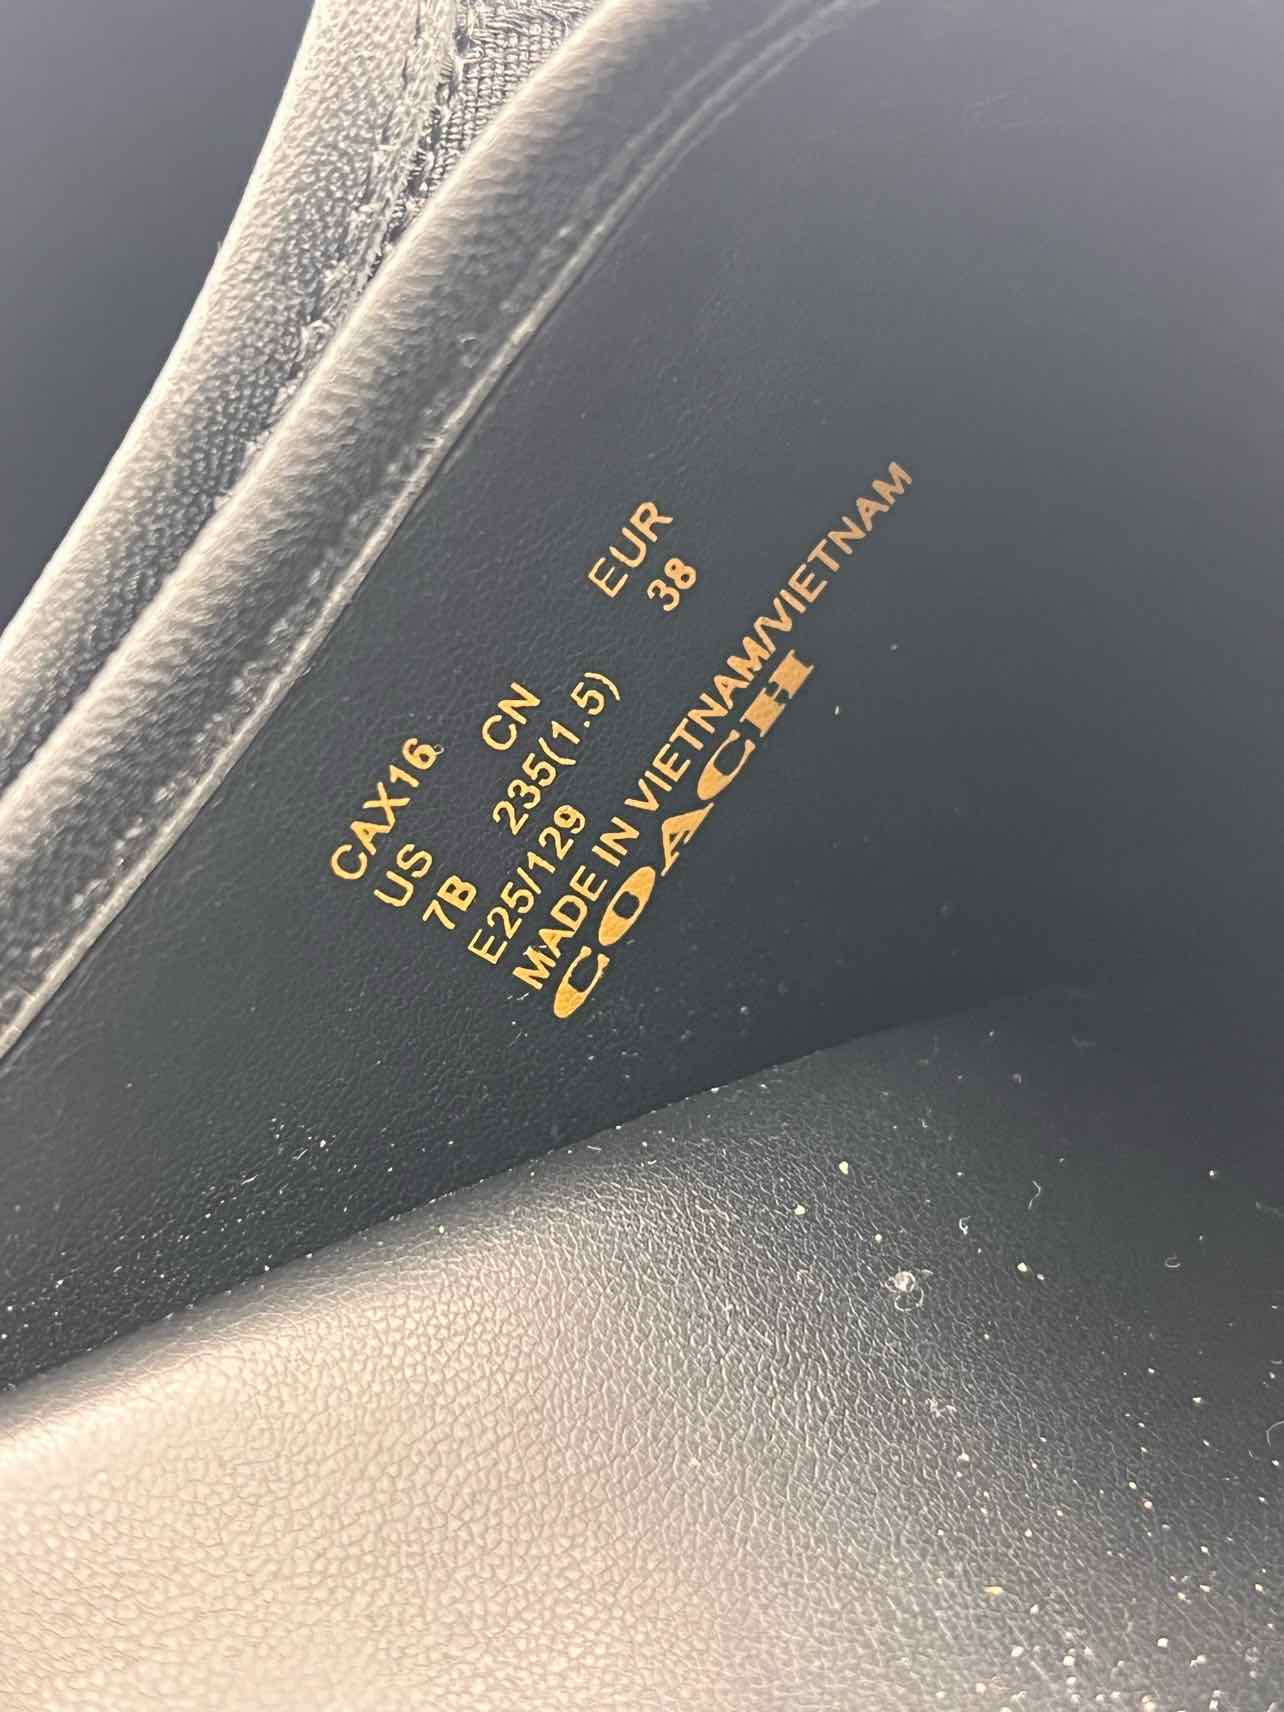 CAX16
US CN EUR
7B 235(1.5) 38
E25/129
MADE IN VIETNAM/VIETNAM
COACH